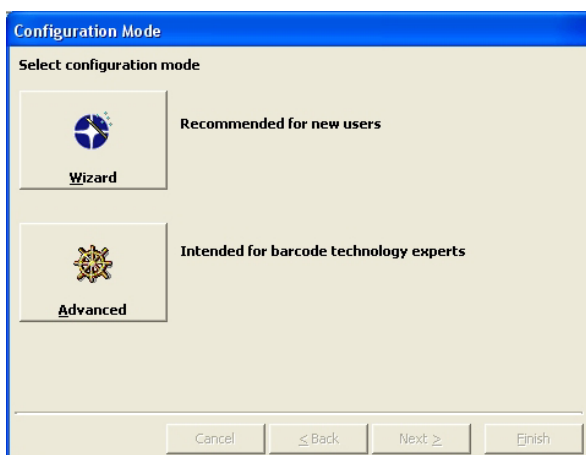 Configuration Mode
Select configuration mode
Recommended for new users
Wizard
Intended for barcode technology experts
Advanced
Cancel
< Back
Next >
Finish